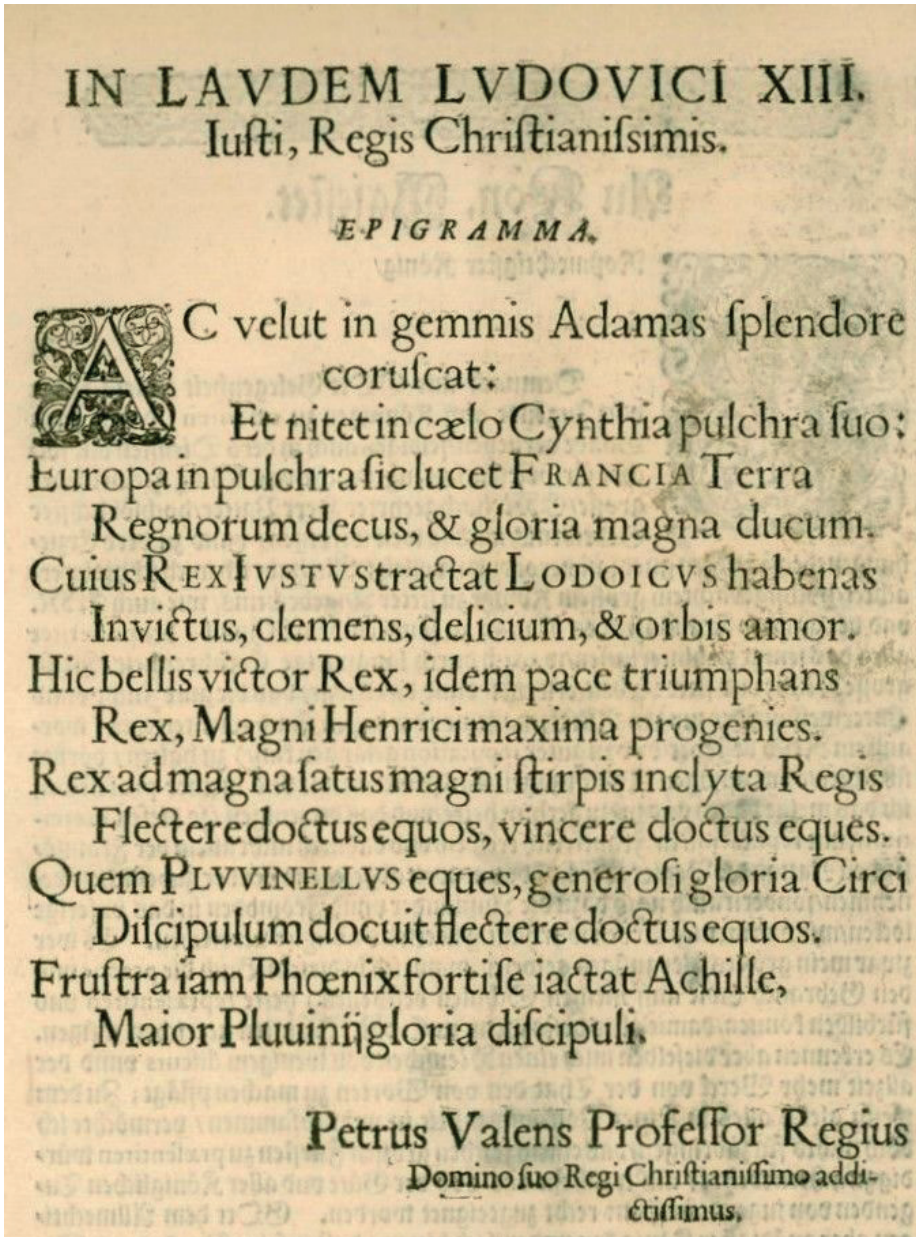 IN LAVDEM LVDOVICI XIII.
Iuſti, Regis Chriſtianiſsimis.
EPIGRAMMA.
AC velut in gemmis Adamas ſplendore
coruſcat:
Et nitet in cælo Cynthia pulchra ſuo:
Europa in pulchra ſic lucet FRANCIA Terra
Regnorum decus, & gloria magna ducum.
Cuius REX IVSTVS tractat LODOICVS habenas
Invictus, clemens, delicium, & orbis amor.
Hic bellis victor Rex, idem pace triumphans
Rex, Magni Henrici maxima progenies.
Rex ad magna ſatus magni ſtirpis inclyta Regis
Flectere doctus equos, vincere doctus eques.
Quem PLVVINELLVS eques, generoſi gloria Circi
Diſcipulum docuit flectere doctus equos.
Fruſtra iam Phœnix forti ſe iactat Achille,
Maior Pluuinij gloria diſcipuli.
Petrus Valens Profeſſor Regius
Domino ſuo Regi Chriſtianiſſimo addi-
ctiſſimus.